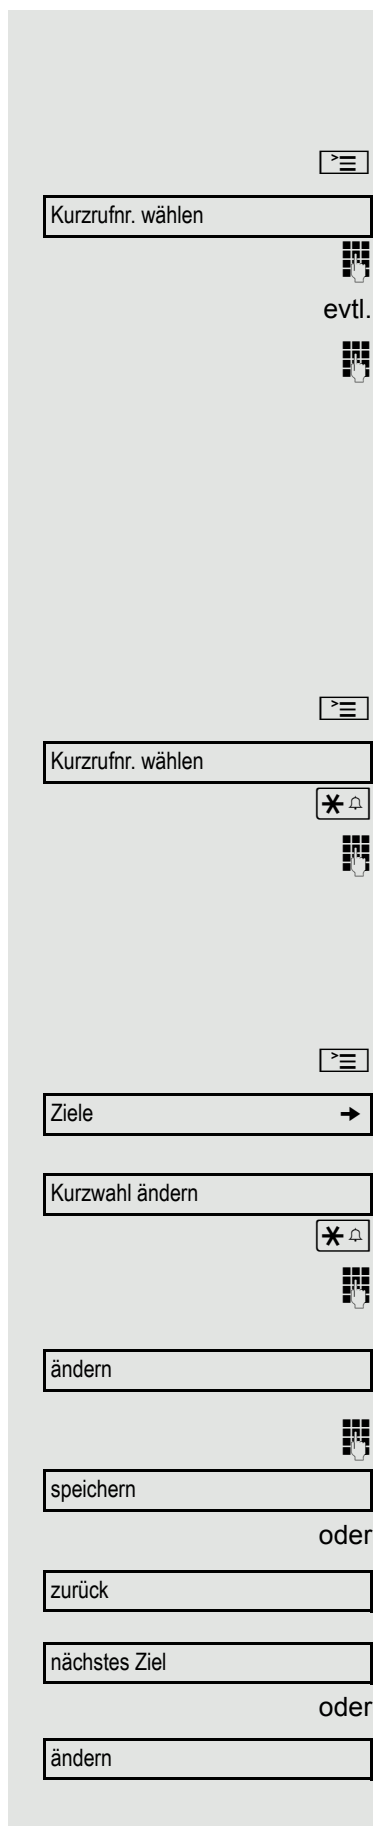 Kurzrufnr. wählen
evtl.
Kurzrufnr. wählen
Ziele
Kurzwahl ändern
ändern
speichern
oder
zurück
nächstes Ziel
oder
ändern